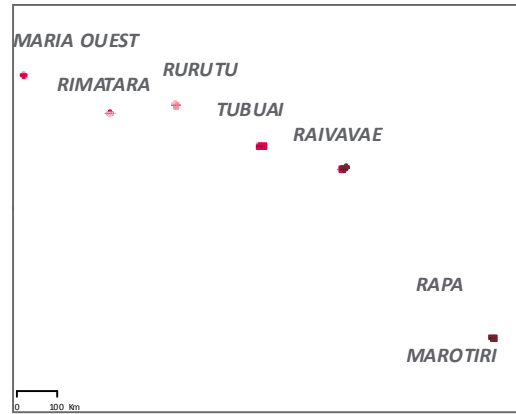 MARIA OUEST
RURUTU
RIMATARA
TUBUAI
RAIVAVAE
RAPA
MAROTIRI
0 100 Km